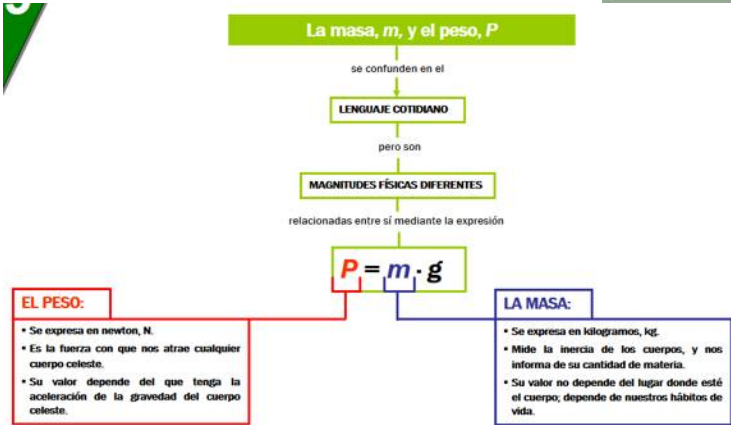 La masa, m, y el peso, P
se confunden en el
LENGUAJE COTIDIANO
pero son
MAGNITUDES FÍSICAS DIFERENTES
relacionadas entre sí mediante la expresión
P = m · g
EL PESO:
▪ Se expresa en newton, N.
▪ Es la fuerza con que nos atrae cualquier
cuerpo celeste.
▪ Su valor depende del que tenga la
aceleración de la gravedad del cuerpo
celeste.
LA MASA:
▪ Se expresa en kilogramos, kg.
▪ Mide la inercia de los cuerpos, y nos
informa de su cantidad de materia.
▪ Su valor no depende del lugar donde esté
el cuerpo; depende de nuestros hábitos de
vida.